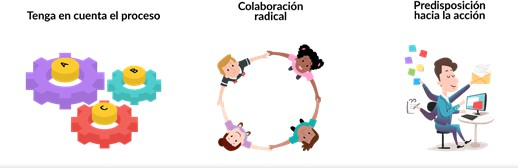 Tenga en cuenta el proceso
Colaboración
radical
Predisposición
hacia la acción
A
B
C